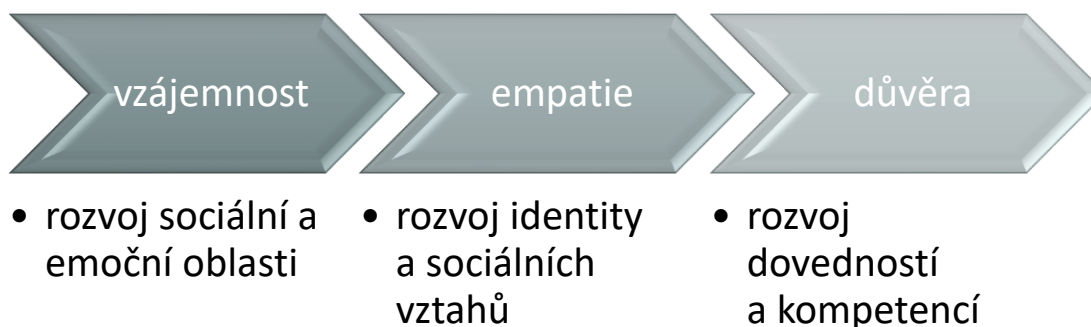 vzájemnost
empatie
důvěra
• rozvoj sociální a
emoční oblasti
• rozvoj identity
a sociálních
vztahů
• rozvoj
dovedností
a kompetencí